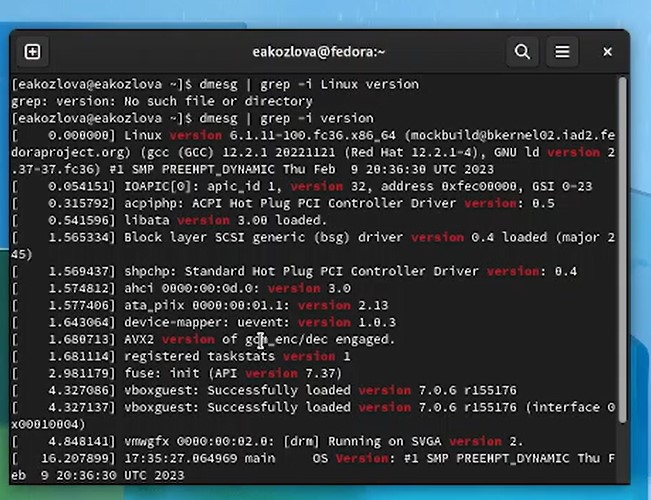 eakozlova@fedora:~
[eakozlova@eakozlova ~]$ dmesg | grep -i Linux version
grep: version: No such file or directory
[eakozlova@eakozlova ~]$ dmesg | grep -i version
[    0.000000] Linux version 6.1.11-100.fc36.x86_64 (mockbuild@bkernel02.iad2.fe
doraproject.org) (gcc (GCC) 12.2.1 20221121 (Red Hat 12.2.1-4), GNU ld version 2
.37-37.fc36) #1 SMP PREEMPT_DYNAMIC Thu Feb  9 20:36:30 UTC 2023
[    0.054151] IOAPIC[0]: apic_id 1, version 32, address 0xfec00000, GSI 0-23
[    0.315792] acpiphp: ACPI Hot Plug PCI Controller Driver version: 0.5
[    0.541596] libata version 3.00 loaded.
[    1.565334] Block layer SCSI generic (bsg) driver version 0.4 loaded (major 2
45)
[    1.569437] shpchp: Standard Hot Plug PCI Controller Driver version: 0.4
[    1.574812] ahci 0000:00:0d.0: version 3.0
[    1.577406] ata_piix 0000:00:01.1: version 2.13
[    1.643064] device-mapper: uevent: version 1.0.3
[    1.680713] AVX2 version of gcm_enc/dec engaged.
[    1.681114] registered taskstats version 1
[    2.981179] fuse: init (API version 7.37)
[    4.327086] vboxguest: Successfully loaded version 7.0.6 r155176
[    4.327137] vboxguest: Successfully loaded version 7.0.6 r155176 (interface 0
x00010004)
[    4.848141] vmwgfx 0000:00:02.0: [drm] Running on SVGA version 2.
[   16.207899] 17:35:27.064969 main     OS Version: #1 SMP PREEMPT_DYNAMIC Thu F
eb  9 20:36:30 UTC 2023